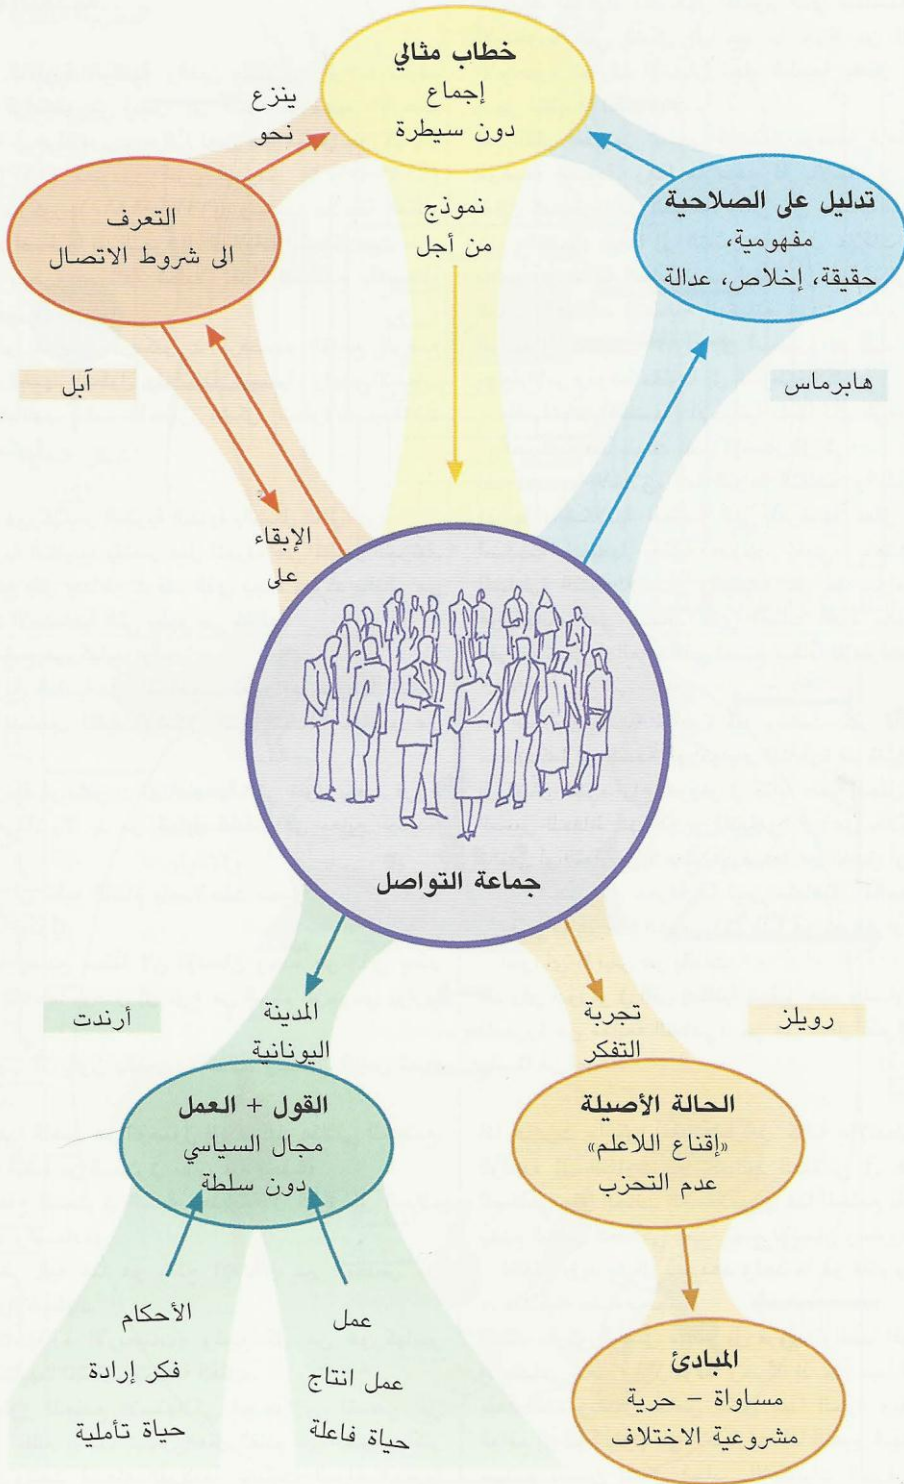 خطاب مثالي
إجماع
دون سيطرة
ينزع
نحو
تدليل على الصلاحية
مفهومية،
حقيقة، إخلاص، عدالة
نموذج
من أجل
التعرف
الى شروط الاتصال
هابرماس
آبل
الإبقاء
على
جماعة التواصل
رويلز
تجربة
التفكر
المدينة
اليونانية
أرندت
الحالة الأصيلة
«إقناع اللاعلم»
عدم التحزب
القول + العمل
مجال السياسي
دون سلطة
المبادئ
مساواة – حرية
مشروعية الاختلاف
عمل
عمل انتاج
حياة فاعلة
الأحكام
فكر إرادة
حياة تأملية